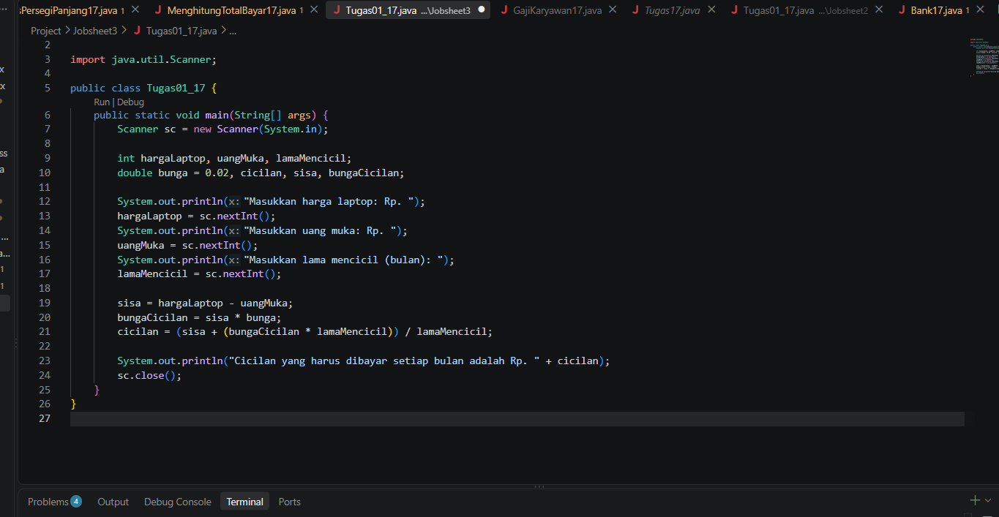 PersegiPanjang17.java 1 MenghitungTotalBayar17.java 1 Tugas01_17.java ...\Jobsheet3 GajiKaryawan17.java Tugas17.java Tugas01_17.java ...\Jobsheet2 Bank17.java 1
Project > Jobsheet3 > Tugas01_17.java > ...
2
3 import java.util.Scanner;
4
5 public class Tugas01_17 {
Run | Debug
6 public static void main(String[] args) {
7 Scanner sc = new Scanner(System.in);
8
9 int hargaLaptop, uangMuka, lamaMencicil;
10 double bunga = 0.02, cicilan, sisa, bungaCicilan;
11
12 System.out.println(x: "Masukkan harga laptop: Rp. ");
13 hargaLaptop = sc.nextInt();
14 System.out.println(x: "Masukkan uang muka: Rp. ");
15 uangMuka = sc.nextInt();
16 System.out.println(x: "Masukkan lama mencicil (bulan): ");
17 lamaMencicil = sc.nextInt();
18
19 sisa = hargaLaptop - uangMuka;
20 bungaCicilan = sisa * bunga;
21 cicilan = (sisa + (bungaCicilan * lamaMencicil)) / lamaMencicil;
22
23 System.out.println("Cicilan yang harus dibayar setiap bulan adalah Rp. " + cicilan);
24 sc.close();
25 }
26 }
27
Problems 4 Output Debug Console Terminal Ports